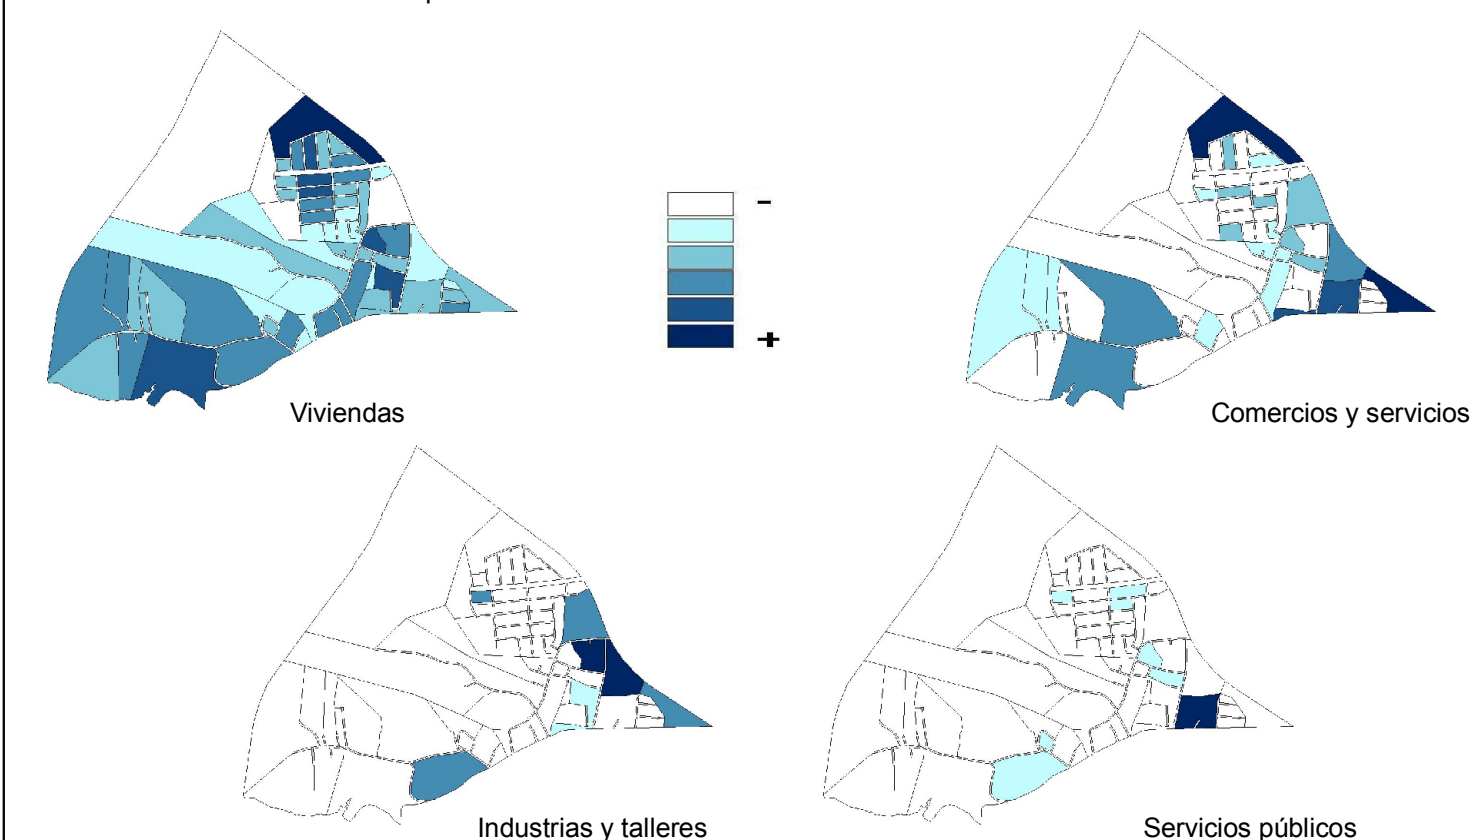 -
+
Viviendas
Comercios y servicios
Industrias y talleres
Servicios públicos